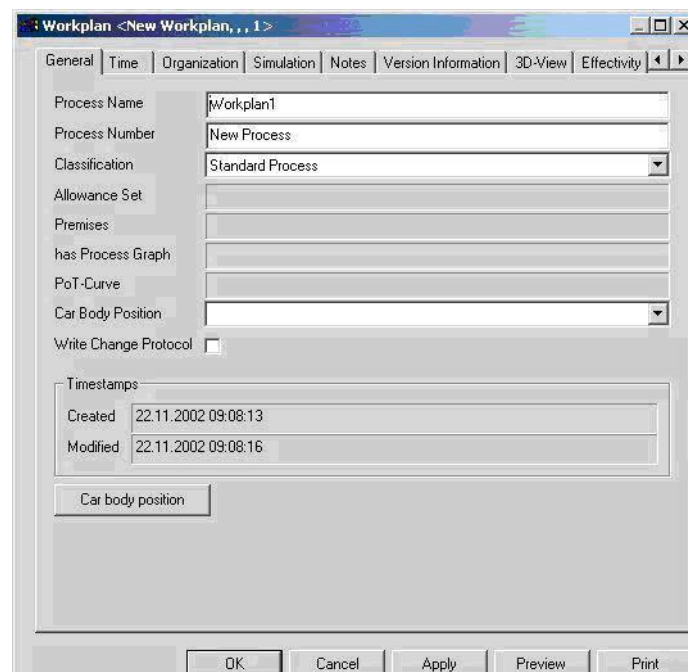 Workplan <New Workplan, , , 1>
General Time Organization Simulation Notes Version Information 3D-View Effectivity
Process Name Workplan1
Process Number New Process
Classification Standard Process
Allowance Set
Premises
has Process Graph
PoT-Curve
Car Body Position
Write Change Protocol
Timestamps
Created 22.11.2002 09:08:13
Modified 22.11.2002 09:08:16
Car body position
OK Cancel Apply Preview Print